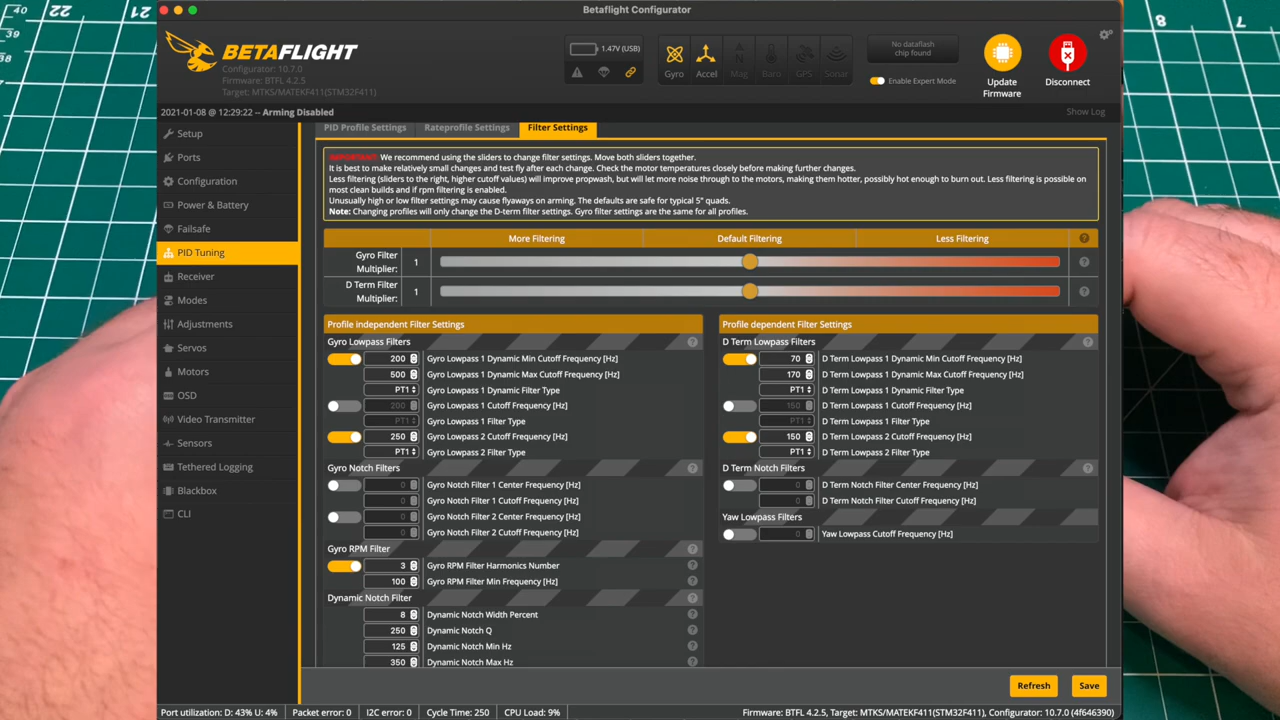 40
22
21
39
38
8
7
Betaflight Configurator
BETAFLIGHT
Configurator: 10.7.0
Firmware: BTFL 4.2.5
Target: MTKS/MATEKF411(STM32F411)
1.47V (USB)
Gyro
Accel
Mag
Baro
GPS
Sonar
No dataflash
chip found
Enable Expert Mode
Update
Firmware
Disconnect
2021-01-08 @ 12:29:22 -- Arming Disabled
Show Log
Setup
Ports
Configuration
Power & Battery
Failsafe
PID Tuning
Receiver
Modes
Adjustments
Servos
Motors
OSD
Video Transmitter
Sensors
Tethered Logging
Blackbox
CLI
PID Profile Settings
Rateprofile Settings
Filter Settings
IMPORTANT: We recommend using the sliders to change filter settings. Move both sliders together.
It is best to make relatively small changes and test fly after each change. Check the motor temperatures closely before making further changes.
Less filtering (sliders to the right, higher cutoff values) will improve propwash, but will let more noise through to the motors, making them hotter, possibly hot enough to burn out. Less filtering is possible on
most clean builds and if rpm filtering is enabled.
Unusually high or low filter settings may cause flyaways on arming. The defaults are safe for typical 5" quads.
Note: Changing profiles will only change the D-term filter settings. Gyro filter settings are the same for all profiles.
More Filtering
Default Filtering
Less Filtering
Gyro Filter
Multiplier:
1
D Term Filter
Multiplier:
1
Profile independent Filter Settings
Gyro Lowpass Filters
200 Gyro Lowpass 1 Dynamic Min Cutoff Frequency [Hz]
500 Gyro Lowpass 1 Dynamic Max Cutoff Frequency [Hz]
PT1 Gyro Lowpass 1 Dynamic Filter Type
200 Gyro Lowpass 1 Cutoff Frequency [Hz]
PT1 Gyro Lowpass 1 Filter Type
250 Gyro Lowpass 2 Cutoff Frequency [Hz]
PT1 Gyro Lowpass 2 Filter Type
Gyro Notch Filters
0 Gyro Notch Filter 1 Center Frequency [Hz]
0 Gyro Notch Filter 1 Cutoff Frequency [Hz]
0 Gyro Notch Filter 2 Center Frequency [Hz]
0 Gyro Notch Filter 2 Cutoff Frequency [Hz]
Gyro RPM Filter
3 Gyro RPM Filter Harmonics Number
100 Gyro RPM Filter Min Frequency [Hz]
Dynamic Notch Filter
8 Dynamic Notch Width Percent
250 Dynamic Notch Q
125 Dynamic Notch Min Hz
350 Dynamic Notch Max Hz
Profile dependent Filter Settings
D Term Lowpass Filters
70 D Term Lowpass 1 Dynamic Min Cutoff Frequency [Hz]
170 D Term Lowpass 1 Dynamic Max Cutoff Frequency [Hz]
PT1 D Term Lowpass 1 Dynamic Filter Type
150 D Term Lowpass 1 Cutoff Frequency [Hz]
PT1 D Term Lowpass 1 Filter Type
150 D Term Lowpass 2 Cutoff Frequency [Hz]
PT1 D Term Lowpass 2 Filter Type
D Term Notch Filters
0 D Term Notch Filter Center Frequency [Hz]
0 D Term Notch Filter Cutoff Frequency [Hz]
Yaw Lowpass Filters
0 Yaw Lowpass Cutoff Frequency [Hz]
Refresh
Save
Port utilization: D: 43% U: 4%
Packet error: 0
I2C error: 0
Cycle Time: 250
CPU Load: 9%
Firmware: BTFL 4.2.5, Target: MTKS/MATEKF411(STM32F411), Configurator: 10.7.0 (4f646390)